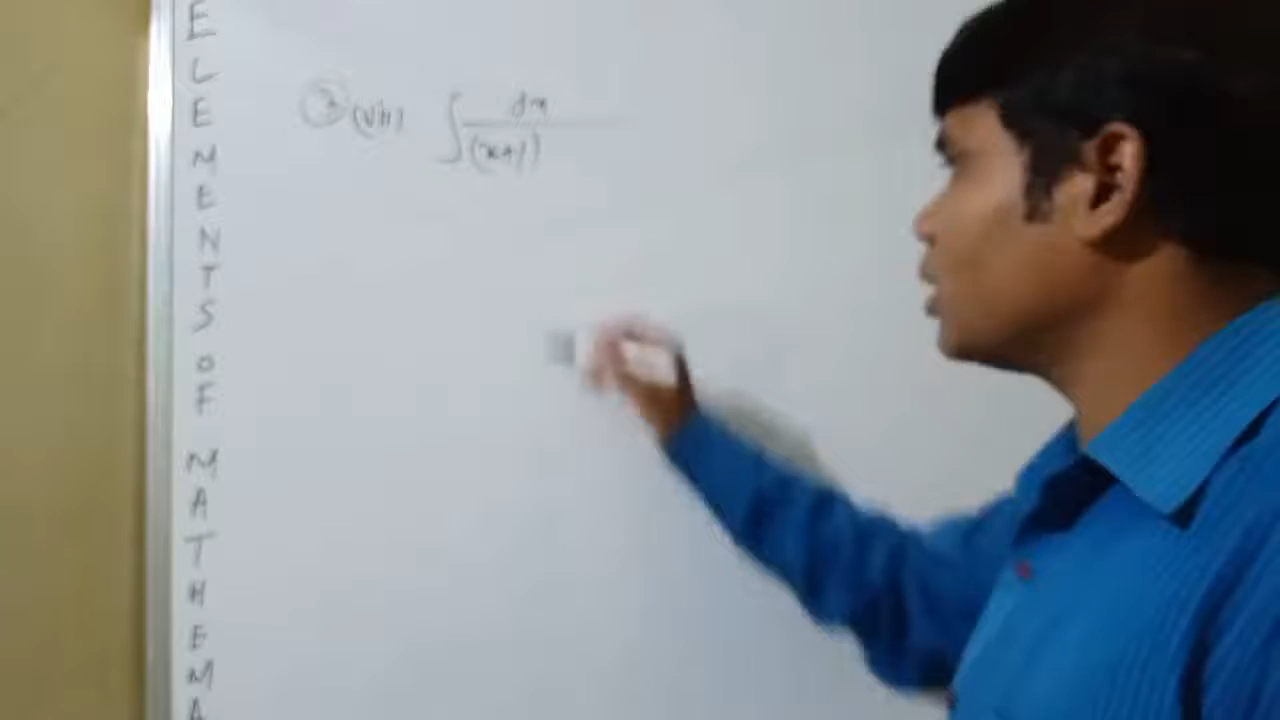 ELEMENTS OF MATHEMA
③ (viii) ∫ dx / (x+1)